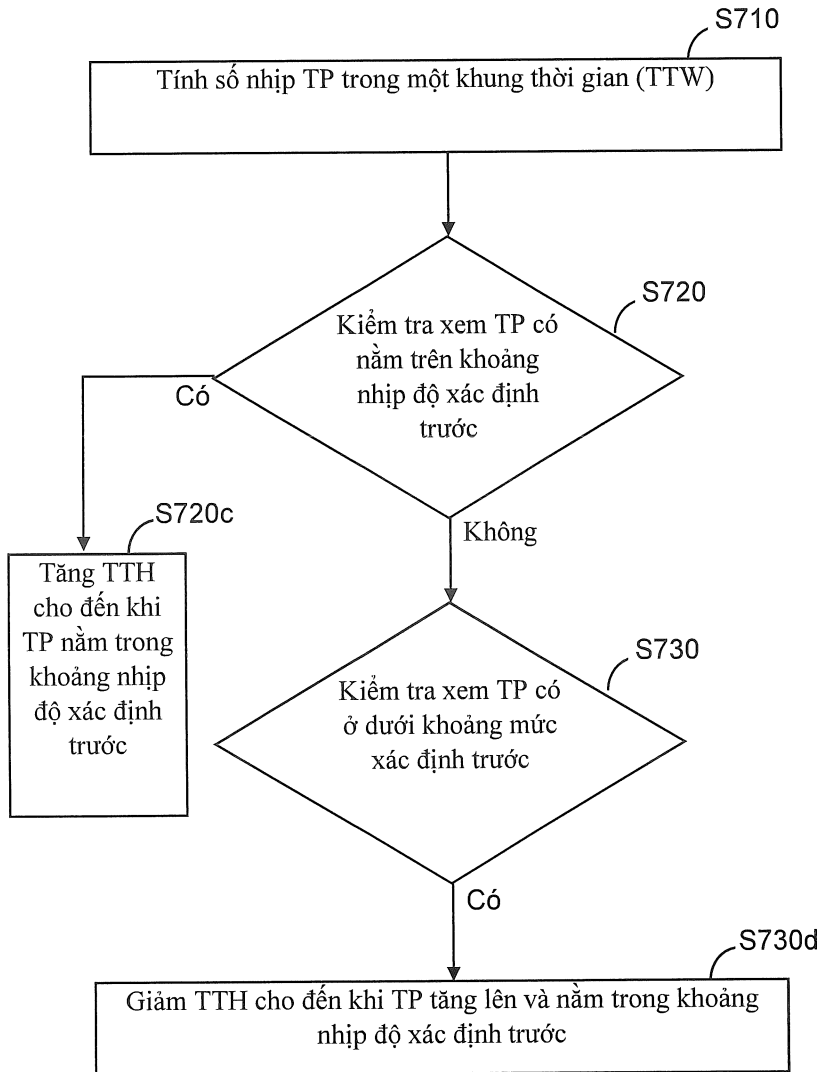 S710
Tính số nhịp TP trong một khung thời gian (TTW)
S720
Kiểm tra xem TP có
nằm trên khoảng
nhịp độ xác định
trước
Có
S720c
Không
Tăng TTH
cho đến khi
TP nằm trong
khoảng nhịp
độ xác định
trước
S730
Kiểm tra xem TP có
ở dưới khoảng mức
xác định trước
Có
S730d
Giảm TTH cho đến khi TP tăng lên và nằm trong khoảng
nhịp độ xác định trước